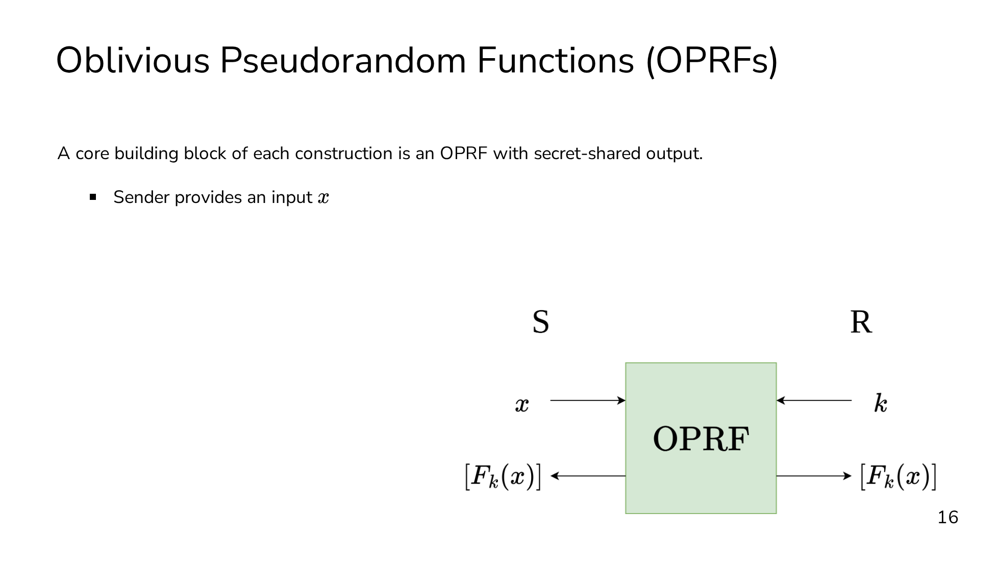 Oblivious Pseudorandom Functions (OPRFs)
A core building block of each construction is an OPRF with secret-shared output.
▪ Sender provides an input x
S R
x k
OPRF
[F_k(x)] [F_k(x)]
16